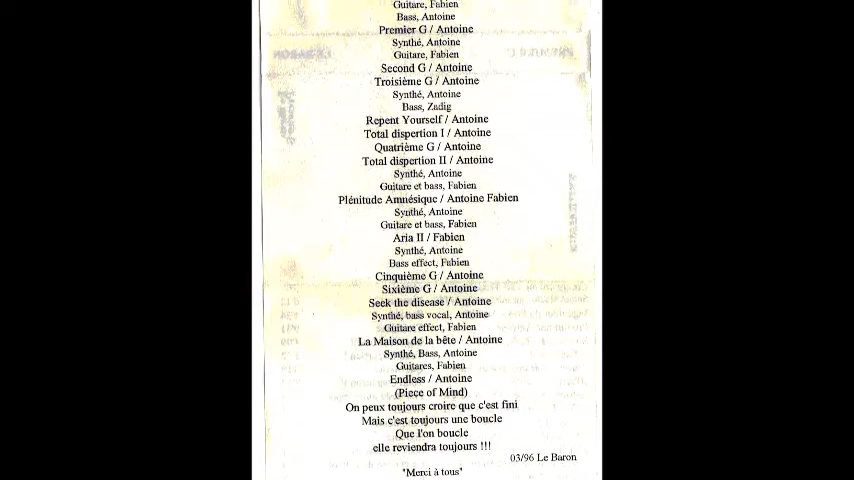 Guitare, Fabien
Bass, Antoine
Premier G / Antoine
Synthé, Antoine
Guitare, Fabien
Second G / Antoine
Troisième G / Antoine
Synthé, Antoine
Bass, Zadig
Repent Yourself / Antoine
Total dispertion I / Antoine
Quatrième G / Antoine
Total dispertion II / Antoine
Synthé, Antoine
Guitare et bass, Fabien
Plénitude Amnésique / Antoine Fabien
Synthé, Antoine
Guitare et bass, Fabien
Aria II / Fabien
Synthé, Antoine
Bass effect, Fabien
Cinquième G / Antoine
Sixième G / Antoine
Seek the disease / Antoine
Synthé, bass vocal, Antoine
Guitare effect, Fabien
La Maison de la bête / Antoine
Synthé, Bass, Antoine
Guitares, Fabien
Endless / Antoine
(Piece of Mind)
On peux toujours croire que c'est fini
Mais c'est toujours une boucle
Que l'on boucle
elle reviendra toujours !!!
03/96 Le Baron
"Merci à tous"